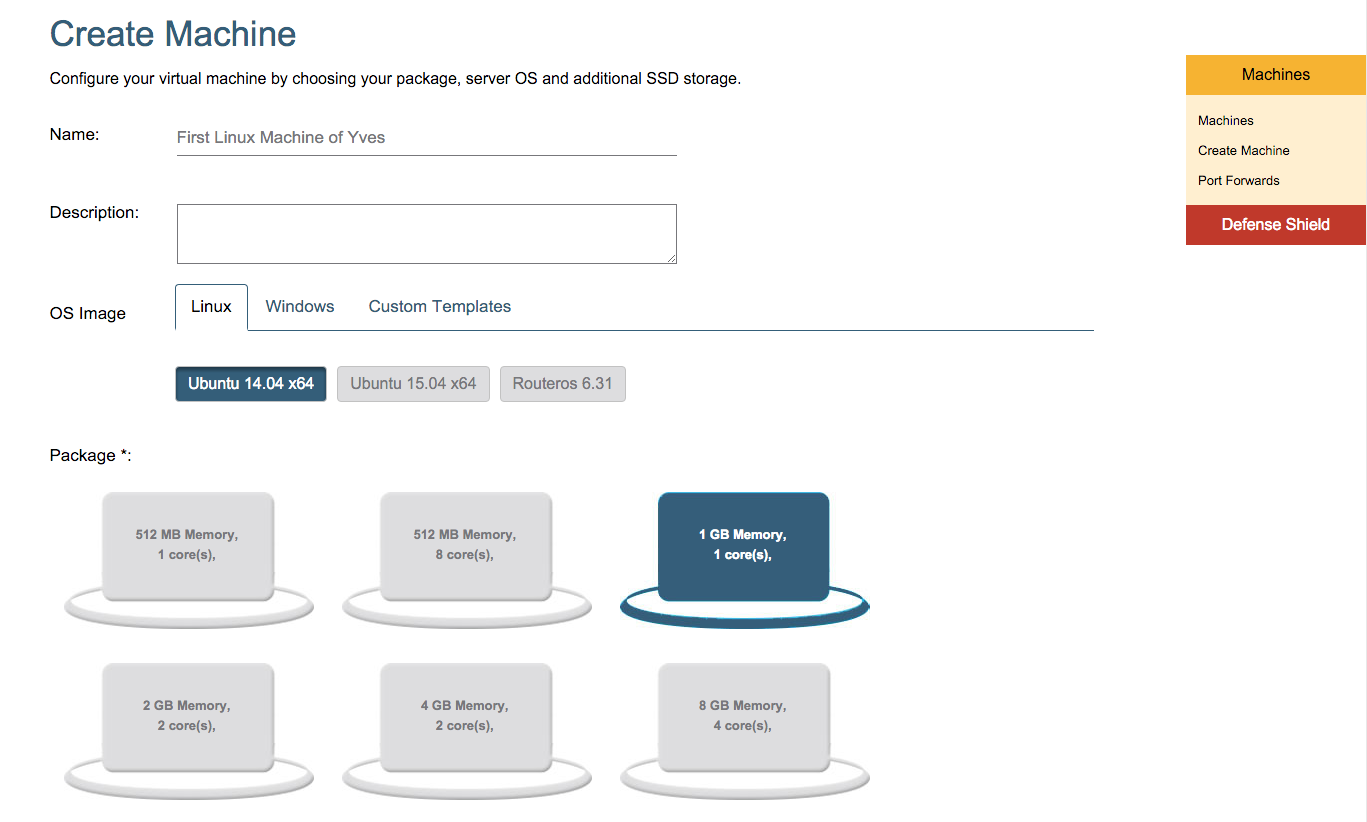 Create Machine
Configure your virtual machine by choosing your package, server OS and additional SSD storage.
Name:
First Linux Machine of Yves
Description:
OS Image
Linux
Windows
Custom Templates
Ubuntu 14.04 x64
Ubuntu 15.04 x64
Routeros 6.31
Package *:
512 MB Memory,
1 core(s),
512 MB Memory,
8 core(s),
1 GB Memory,
1 core(s),
2 GB Memory,
2 core(s),
4 GB Memory,
2 core(s),
8 GB Memory,
4 core(s),
Machines
Machines
Create Machine
Port Forwards
Defense Shield